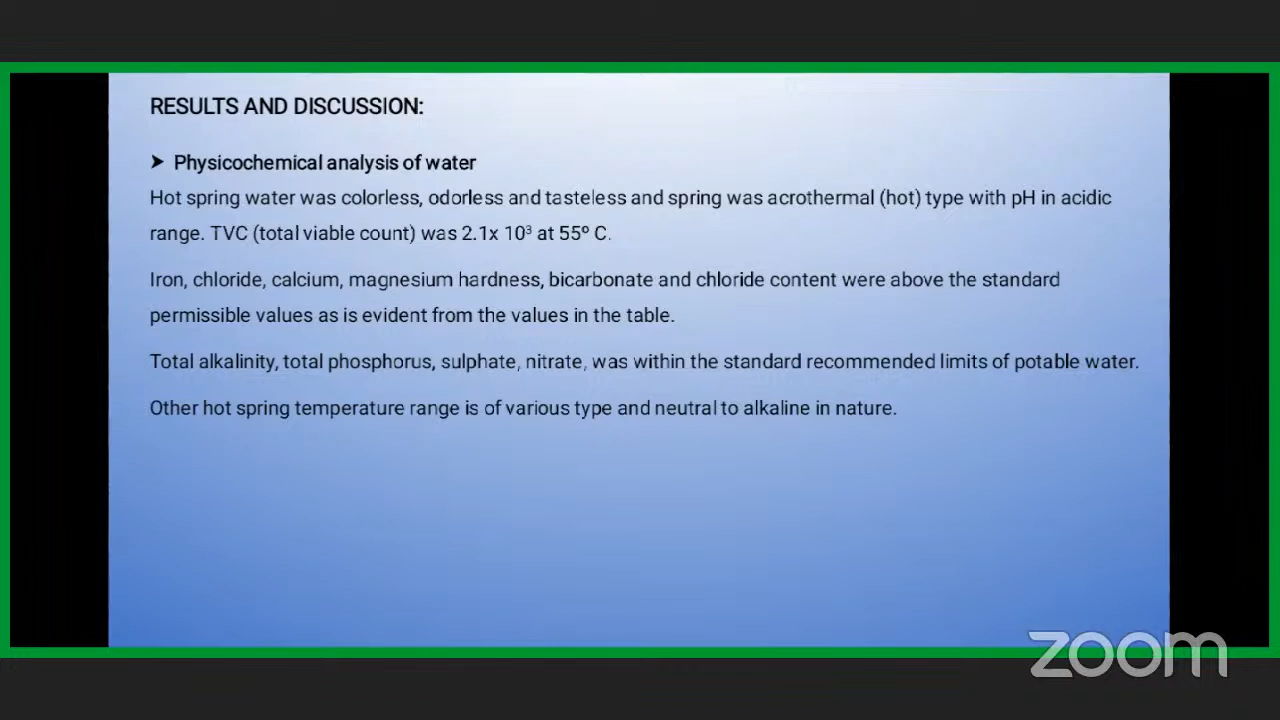 RESULTS AND DISCUSSION:
➤ Physicochemical analysis of water
Hot spring water was colorless, odorless and tasteless and spring was acrothermal (hot) type with pH in acidic
range. TVC (total viable count) was 2.1x 10³ at 55º C.
Iron, chloride, calcium, magnesium hardness, bicarbonate and chloride content were above the standard
permissible values as is evident from the values in the table.
Total alkalinity, total phosphorus, sulphate, nitrate, was within the standard recommended limits of potable water.
Other hot spring temperature range is of various type and neutral to alkaline in nature.
zoom